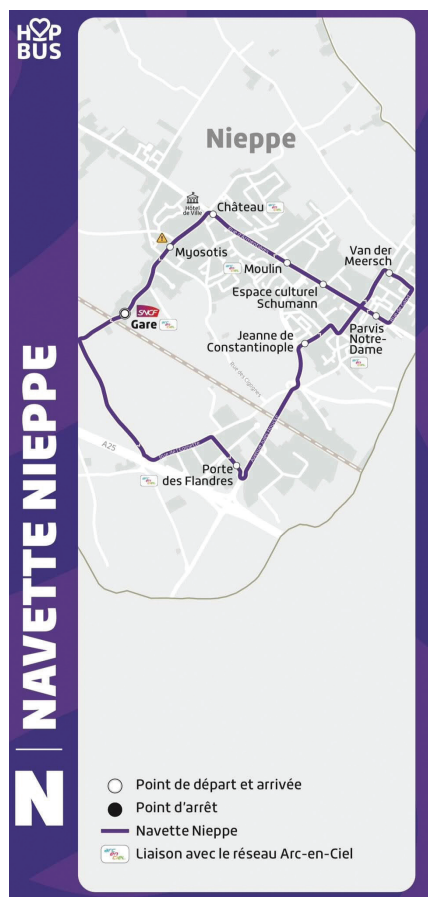 HOP
BUS
NAVETTE NIEPPE
N
Nieppe
Hôtel
de Ville
Château
Myosotis
Moulin
Van der
Meersch
Espace culturel
Schumann
SNCF
Gare
Jeanne de
Constantinople
Parvis
Notre-
Dame
A25
Porte
des Flandres
Point de départ et arrivée
Point d'arrêt
Navette Nieppe
Liaison avec le réseau Arc-en-Ciel